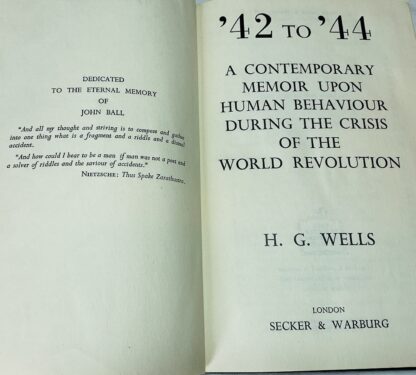 DEDICATED
TO THE ETERNAL MEMORY
OF
JOHN BALL
"And all my thought and striving is to compose and gather
into one thing what is a fragment and a riddle and a dismal
accident.
"And how could I bear to be a man if man was not a poet and
a solver of riddles and the saviour of accidents."
NIETZSCHE: Thus Spake Zarathustra.
'42 TO '44
A CONTEMPORARY
MEMOIR UPON
HUMAN BEHAVIOUR
DURING THE CRISIS
OF THE
WORLD REVOLUTION
H. G. WELLS
LONDON
SECKER & WARBURG